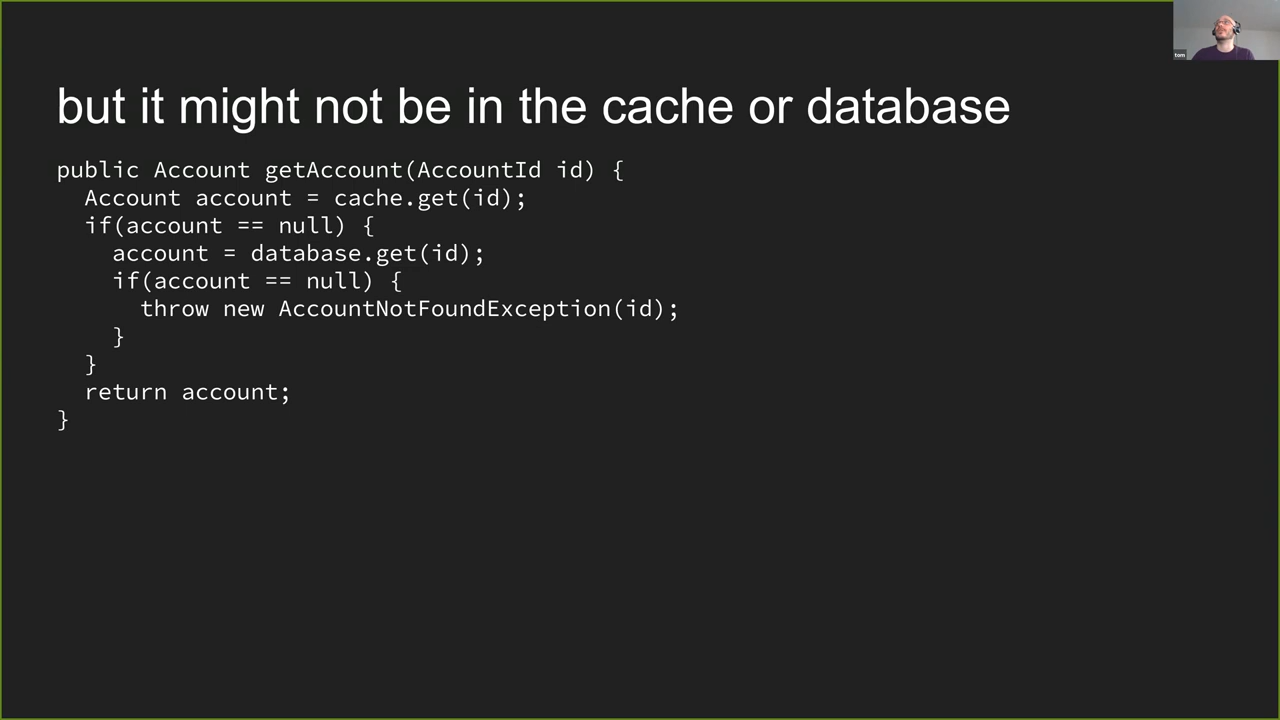 but it might not be in the cache or database
public Account getAccount(AccountId id) {
  Account account = cache.get(id);
  if(account == null) {
    account = database.get(id);
    if(account == null) {
      throw new AccountNotFoundException(id);
    }
  }
  return account;
}
tom